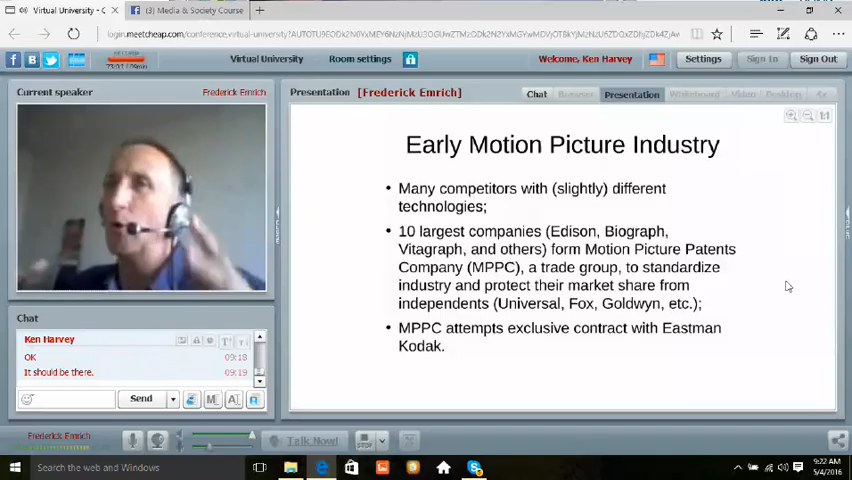 Virtual University - C
(3) Media & Society Course
Virtual University
Room settings
Welcome, Ken Harvey
Settings
Sign In
Sign Out
Current speaker
Frederick Emrich
Presentation [Frederick Emrich]
Chat
Presentation
Whiteboard
Video
Desktop
1:1
Early Motion Picture Industry
• Many competitors with (slightly) different
technologies;
• 10 largest companies (Edison, Biograph,
Vitagraph, and others) form Motion Picture Patents
Company (MPPC), a trade group, to standardize
industry and protect their market share from
independents (Universal, Fox, Goldwyn, etc.);
• MPPC attempts exclusive contract with Eastman
Kodak.
Chat
Ken Harvey
OK 09:18
It should be there. 09:19
Send
Frederick Emrich
Talk Now!
STOP
Search the web and Windows
9:22 AM
5/4/2016